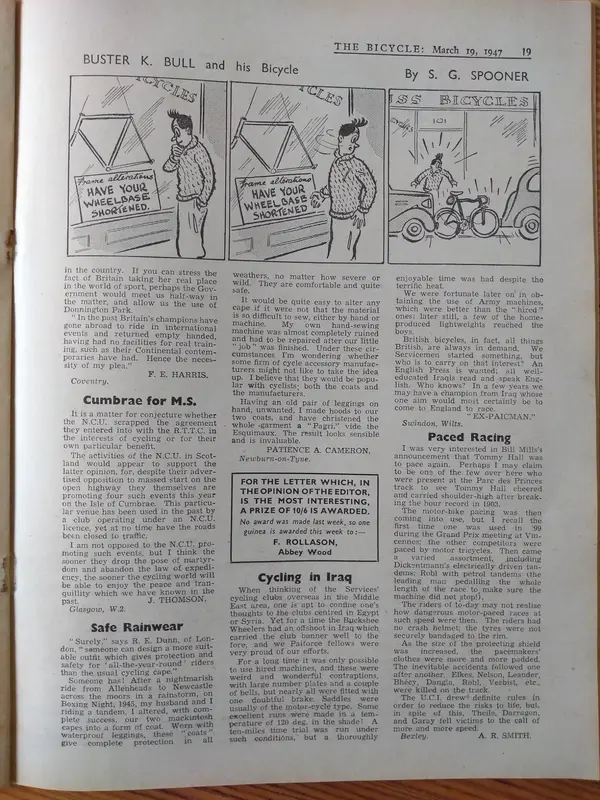 THE BICYCLE: March 19, 1947 19
BUSTER K. BULL and his Bicycle
By S. G. SPOONER
CYCLES
Frame alterations
HAVE YOUR
WHEELBASE
SHORTENED.
CYCLES
Frame alterations
HAVE YOUR
WHEELBASE
SHORTENED
SS BICYCLES
101
in the country. If you can stress the
fact of Britain taking her real place
in the world of sport, perhaps the Gov-
ernment would meet us half-way in
the matter, and allow us the use of
Donnington Park.
"In the past Britain's champions have
gone abroad to ride in international
events and returned empty handed,
having had no facilities for real train-
ing, such as their Continental contem-
poraries have had. Hence the neces-
sity of my plea."
F. E. HARRIS.
Coventry.
Cumbrae for M.S.
It is a matter for conjecture whether
the N.C.U. scrapped the agreement
they entered into with the R.T.T.C. in
the interests of cycling or for their
own particular benefit.
The activities of the N.C.U. in Scot-
land would appear to support the
latter opinion, for, despite their adver-
tised opposition to massed start on the
open highway they themselves are
promoting four such events this year
on the Isle of Cumbrae. This particu-
lar venue has been used in the past by
a club operating under an N.C.U.
licence, yet at no time have the roads
been closed to traffic.
I am not opposed to the N.C.U. pro-
moting such events, but I think the
sooner they drop the pose of martyr-
dom and abandon the law of expedi-
ency, the sooner the cycling world will
be able to enjoy the peace and tran-
quillity which we have known in the
past. J. THOMSON.
Glasgow, W.2.
Safe Rainwear
"Surely," says R. K. Dunn, of Lon-
don, "someone can design a more suit-
able outfit which gives protection and
safety for 'all-the-year-round' riders
than the usual cycling cape."
Someone has! After a nightmarish
ride from Allenheads to Newcastle
across the moors in a rainstorm, on
Boxing Night, 1945, my husband and I
riding a tandem, I altered, with com-
plete success, our two mackintosh
capes into a form of coat. Worn with
waterproof leggings, these "coats"
give complete protection in all
weathers, no matter how severe or
wild. They are comfortable and quite
safe.
It would be quite easy to alter any
cape if it were not that the material
is so difficult to sew, either by hand or
machine. My own hand-sewing
machine was almost completely ruined
and had to be repaired after our little
"job" was finished. Under these cir-
cumstances I'm wondering whether
some firm of cycle accessory manufac-
turers might not like to take the idea
up. I believe that they would be popu-
lar with cyclists; both the coats and
the manufacturers.
Having an old pair of leggings on
hand, unwanted, I made hoods to our
two coats, and have christened the
whole garment a "Pagri," vide the
Esquimaux. The result looks sensible
and is invaluable.
PATIENCE A. CAMERON.
Newburn-on-Tyne.
FOR THE LETTER WHICH, IN
THE OPINION OF THE EDITOR,
IS THE MOST INTERESTING,
A PRIZE OF 10/6 IS AWARDED.
No award was made last week, so one
guinea is awarded this week to:—
F. ROLLASON,
Abbey Wood
Cycling in Iraq
When thinking of the Services'
cycling clubs overseas in the Middle
East area, one is apt to confine one's
thoughts to the clubs centred in Egypt
or Syria. Yet for a time the Buckshee
Wheelers had an offshoot in Iraq which
carried the club banner well to the
fore, and we Paiforce fellows were
very proud of our efforts.
For a long time it was only possible
to use hired machines, and these were
weird and wonderful contraptions,
with large number plates and a couple
of bells, but nearly all were fitted with
one doubtful brake. Saddles were
usually of the motor-cycle type. Some
excellent runs were made in a tem-
perature of 120 deg. in the shade! A
ten-miles time trial was run under
such conditions, but a thoroughly
enjoyable time was had despite the
terrific heat.
We were fortunate later on in ob-
taining the use of Army machines,
which were better than the "hired"
ones; later still, a few of the home-
produced lightweights reached the
boys.
British bicycles, in fact, all things
British, are always in demand. We
Servicemen started something, but
who is to carry on that interest? An
English Press is wanted; all well-
educated Iraqis read and speak Eng-
lish. Who knows? In a few years we
may have a champion from Iraq whose
one aim would most certainly be to
come to England to race.
"EX-PAICMAN."
Swindon, Wilts.
Paced Racing
I was very interested in Bill Mills's
announcement that Tommy Hall was
to pace again. Perhaps I may claim
to be one of the few over here who
were present at the Parc des Princes
track to see Tommy Hall cheered
and carried shoulder-high after break-
ing the hour record in 1903.
The motor-bike pacing was then
coming into use, but I recall the
first time one was used in '99
during the Grand Prix meeting at Vin-
cennes; the other competitors were
paced by motor tricycles. Then came
a varied assortment, including
Dickentmann's electrically driven tan-
dems; Robl with petrol tandems (the
leading man pedalling the whole
length of the race to make sure the
machine did not stop!).
The riders of to-day may not realise
how dangerous motor-paced races at
such speed were then. The riders had
no crash helmet; the tyres were not
securely bandaged to the rim.
As the size of the projecting shield
was increased, the pacemakers'
clothes were more and more padded.
The inevitable accidents followed one
after another. Elkes, Nelson, Leander,
Dangla, Robl, Verbist, etc.,
were killed on the track.
The U.C.I. drew definite rules in
order to reduce the risks to life, but,
in spite of this, Theile, Darragon,
and Garay fell victims to the call of
more and more speed.
Bexley. A. R. SMITH.